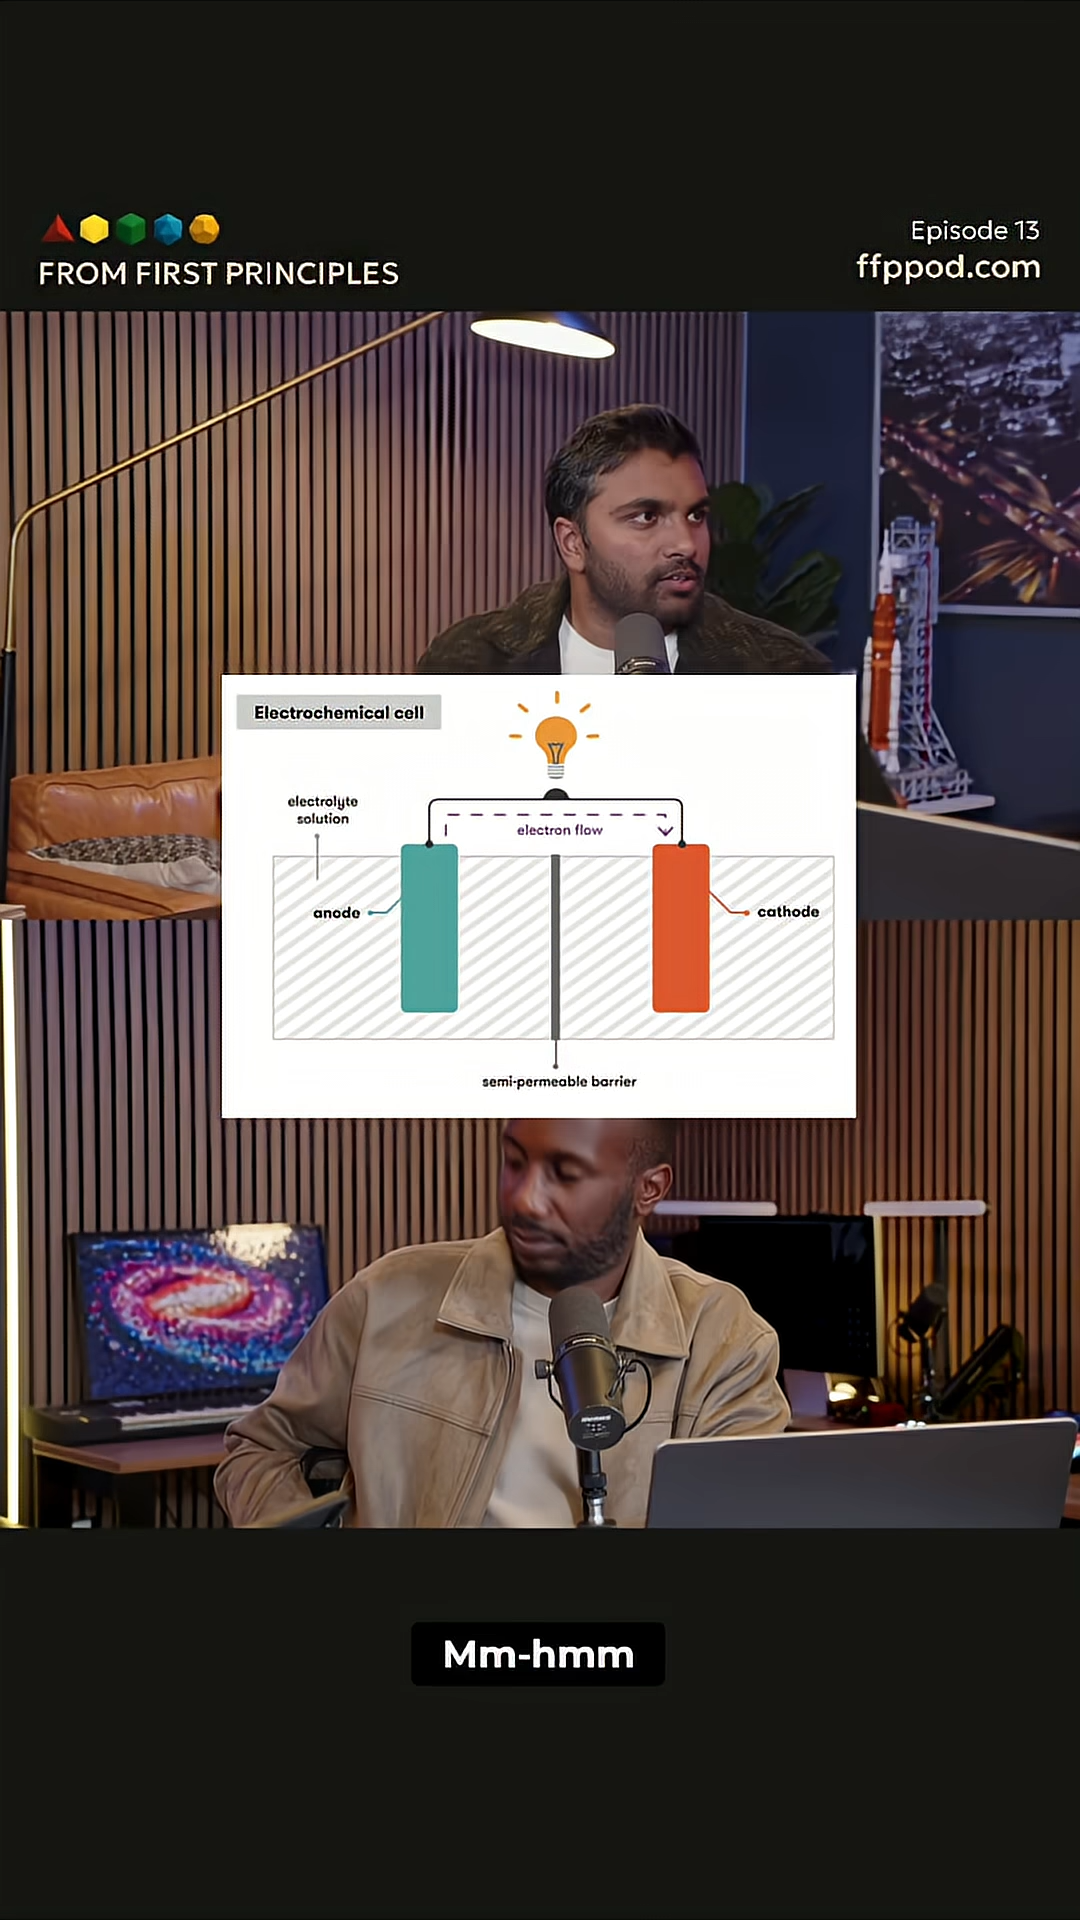 FROM FIRST PRINCIPLES
Episode 13
ffppod.com
Electrochemical cell
electrolyte
solution
electron flow
anode
cathode
semi-permeable barrier
Mm-hmm